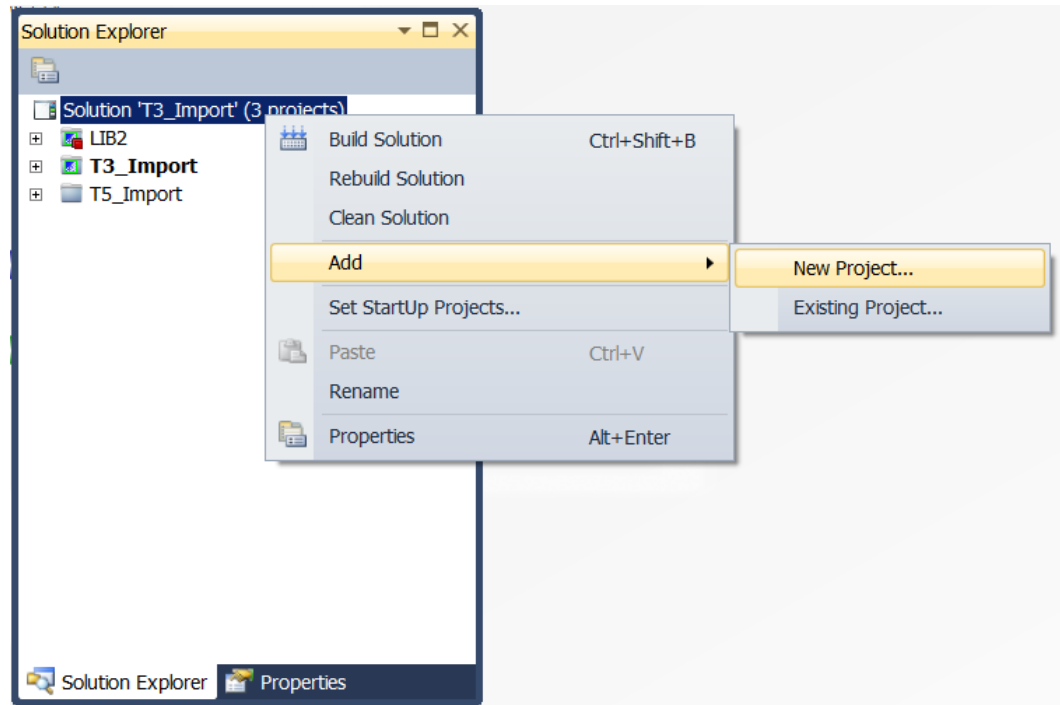 Solution Explorer
Solution 'T3_Import' (3 projects)
LIB2
T3_Import
T5_Import
Build Solution Ctrl+Shift+B
Rebuild Solution
Clean Solution
Add
New Project...
Existing Project...
Set StartUp Projects...
Paste Ctrl+V
Rename
Properties Alt+Enter
Solution Explorer Properties